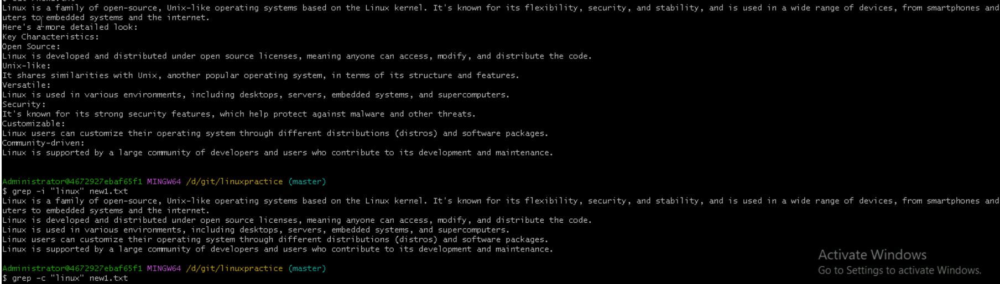 Linux is a family of open-source, Unix-like operating systems based on the Linux kernel. It's known for its flexibility, security, and stability, and is used in a wide range of devices, from smartphones and
uters to embedded systems and the internet.
Here's a more detailed look:
Key Characteristics:
Open Source:
Linux is developed and distributed under open source licenses, meaning anyone can access, modify, and distribute the code.
Unix-like:
It shares similarities with Unix, another popular operating system, in terms of its structure and features.
Versatile:
Linux is used in various environments, including desktops, servers, embedded systems, and supercomputers.
Security:
It's known for its strong security features, which help protect against malware and other threats.
Customizable:
Linux users can customize their operating system through different distributions (distros) and software packages.
Community-driven:
Linux is supported by a large community of developers and users who contribute to its development and maintenance.
Administrator@4672927ebaf65f1 MINGW64 /d/git/linuxpractice (master)
$ grep -i "linux" new1.txt
Linux is a family of open-source, Unix-like operating systems based on the Linux kernel. It's known for its flexibility, security, and stability, and is used in a wide range of devices, from smartphones and
uters to embedded systems and the internet.
Linux is developed and distributed under open source licenses, meaning anyone can access, modify, and distribute the code.
Linux is used in various environments, including desktops, servers, embedded systems, and supercomputers.
Linux users can customize their operating system through different distributions (distros) and software packages.
Linux is supported by a large community of developers and users who contribute to its development and maintenance.
Administrator@4672927ebaf65f1 MINGW64 /d/git/linuxpractice (master)
$ grep -c "linux" new1.txt
Activate Windows
Go to Settings to activate Windows.